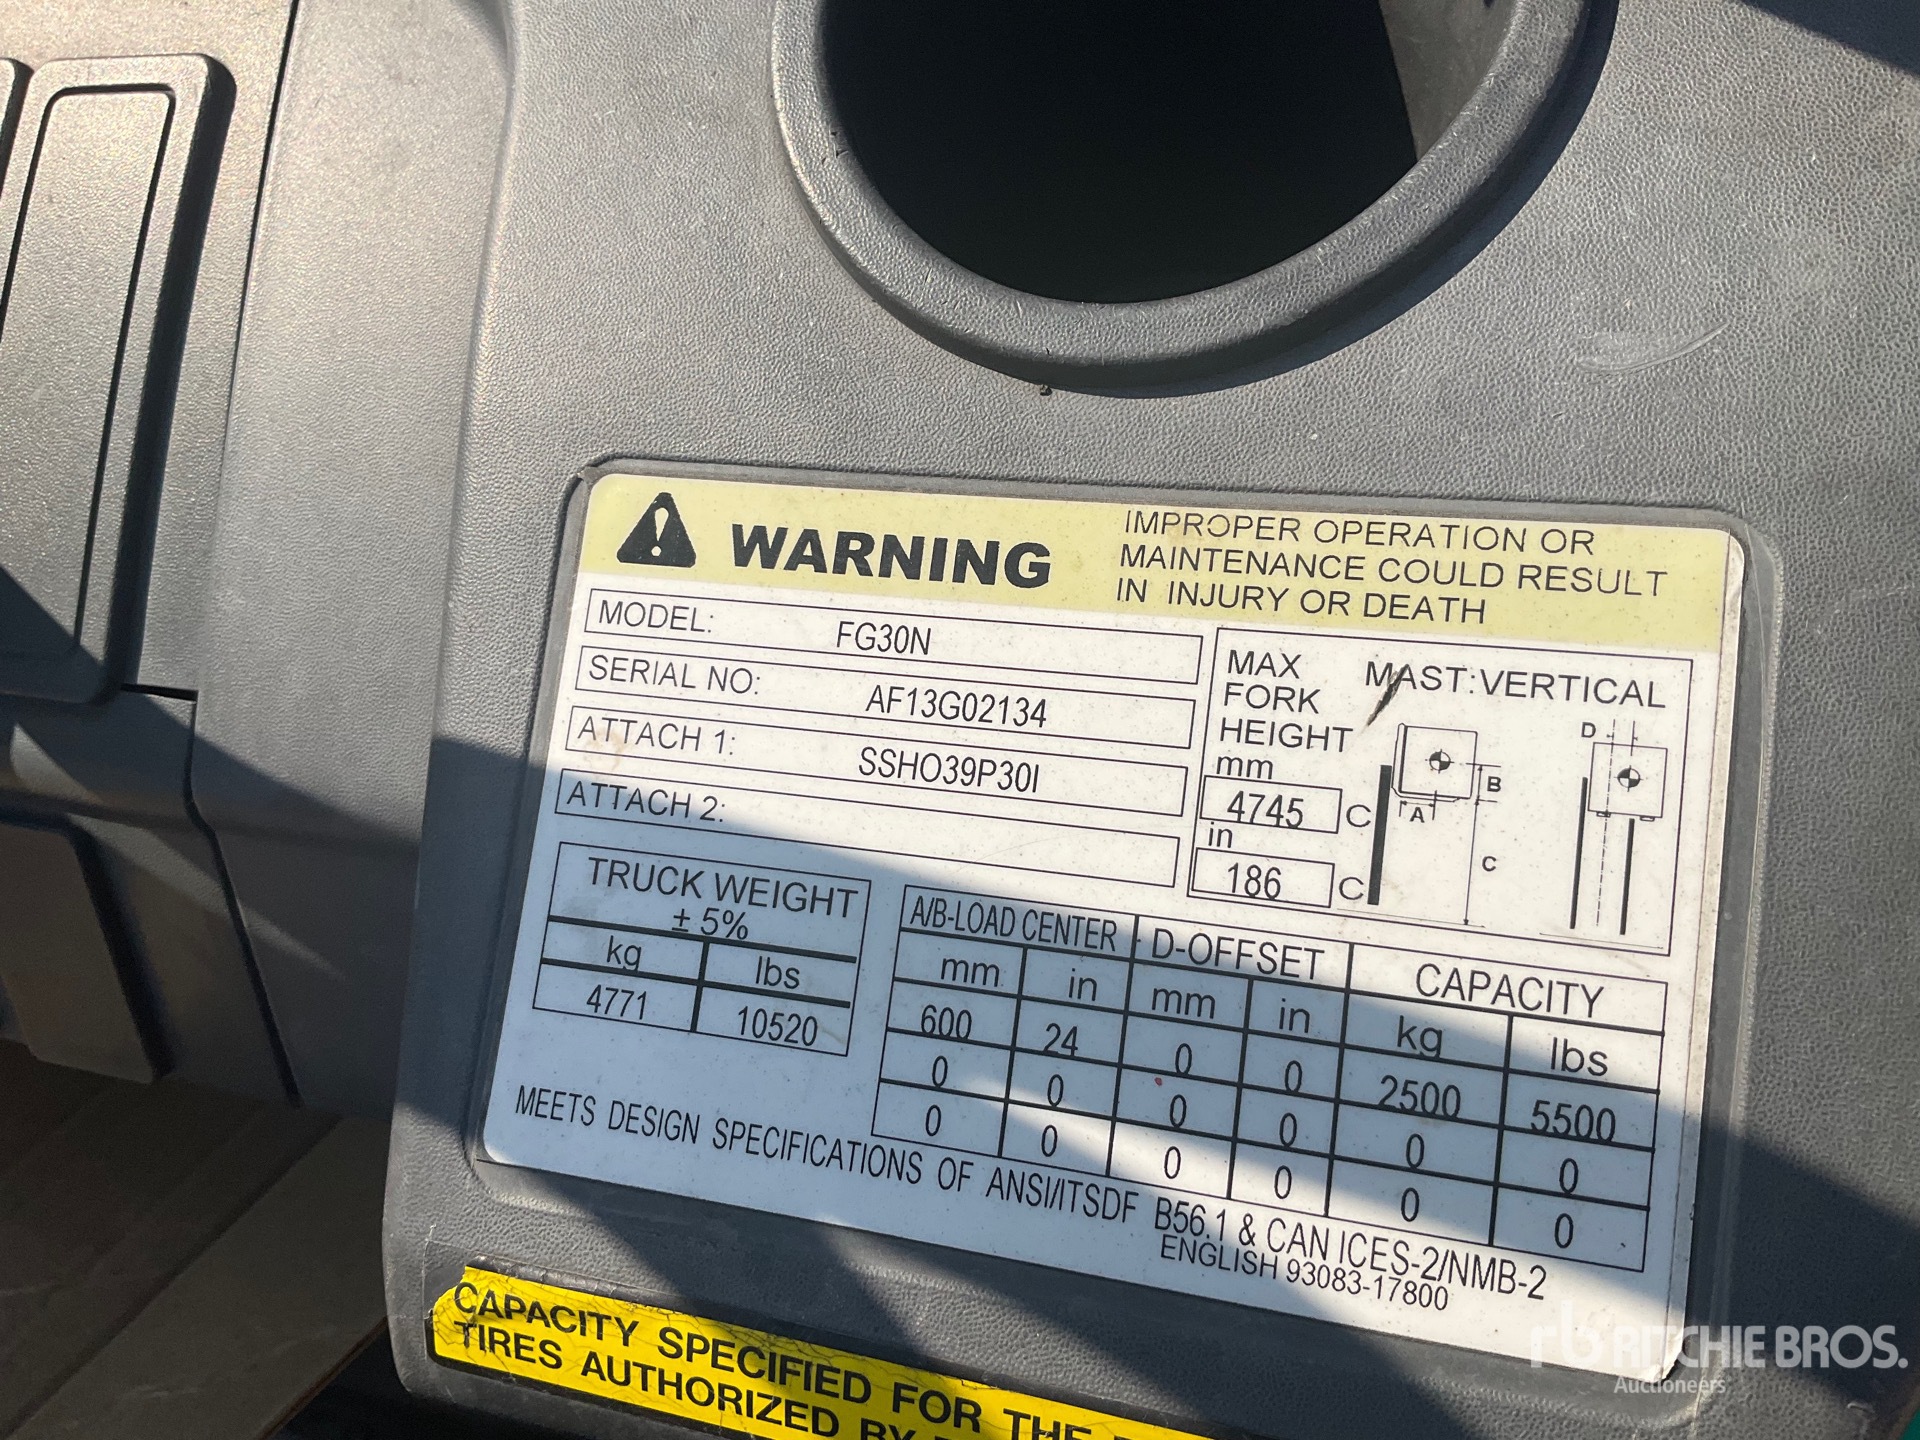 WARNING
IMPROPER OPERATION OR
MAINTENANCE COULD RESULT
IN INJURY OR DEATH
MODEL: FG30N
SERIAL NO: AF13G02134
ATTACH 1: SSHO39P30I
ATTACH 2:
MAX FORK HEIGHT
MAST:VERTICAL
mm
4745 C
in
186 C
A
B
C
D
TRUCK WEIGHT
± 5%
kg lbs
4771 10520
A/B-LOAD CENTER D-OFFSET CAPACITY
mm in mm in kg lbs
600 24 0 0 2500 5500
0 0 0 0 0 0
0 0 0 0 0 0
MEETS DESIGN SPECIFICATIONS OF ANSI/ITSDF B56.1 & CAN ICES-2/NMB-2
ENGLISH 93083-17800
CAPACITY SPECIFIED FOR THE
TIRES AUTHORIZED BY
rb RITCHIE BROS.
Auctioneers